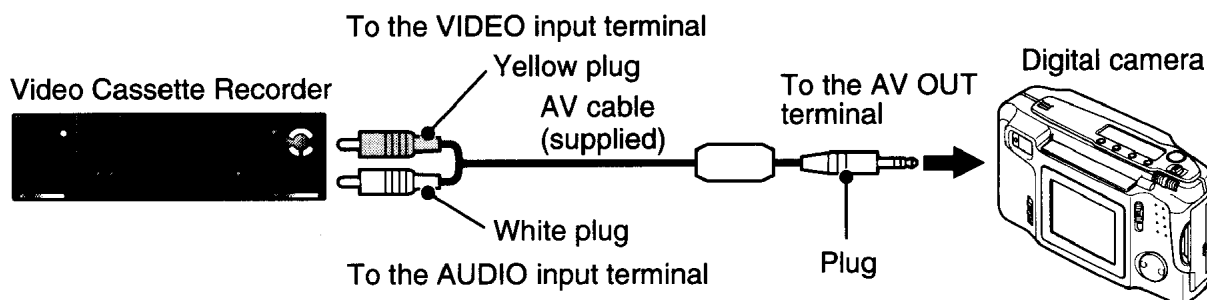 To the VIDEO input terminal
Yellow plug
Digital camera
Video Cassette Recorder
AV cable
(supplied)
To the AV OUT
terminal
White plug
Plug
To the AUDIO input terminal